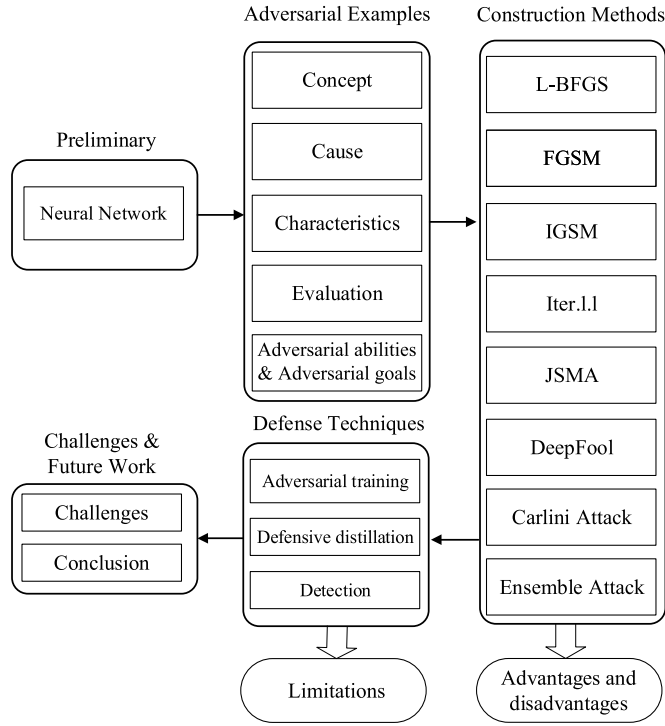 Preliminary
Neural Network
Adversarial Examples
Concept
Cause
Characteristics
Evaluation
Adversarial abilities
& Adversarial goals
Construction Methods
L-BFGS
FGSM
IGSM
Iter.l.l
JSMA
DeepFool
Carlini Attack
Ensemble Attack
Advantages and
disadvantages
Defense Techniques
Adversarial training
Defensive distillation
Detection
Limitations
Challenges &
Future Work
Challenges
Conclusion